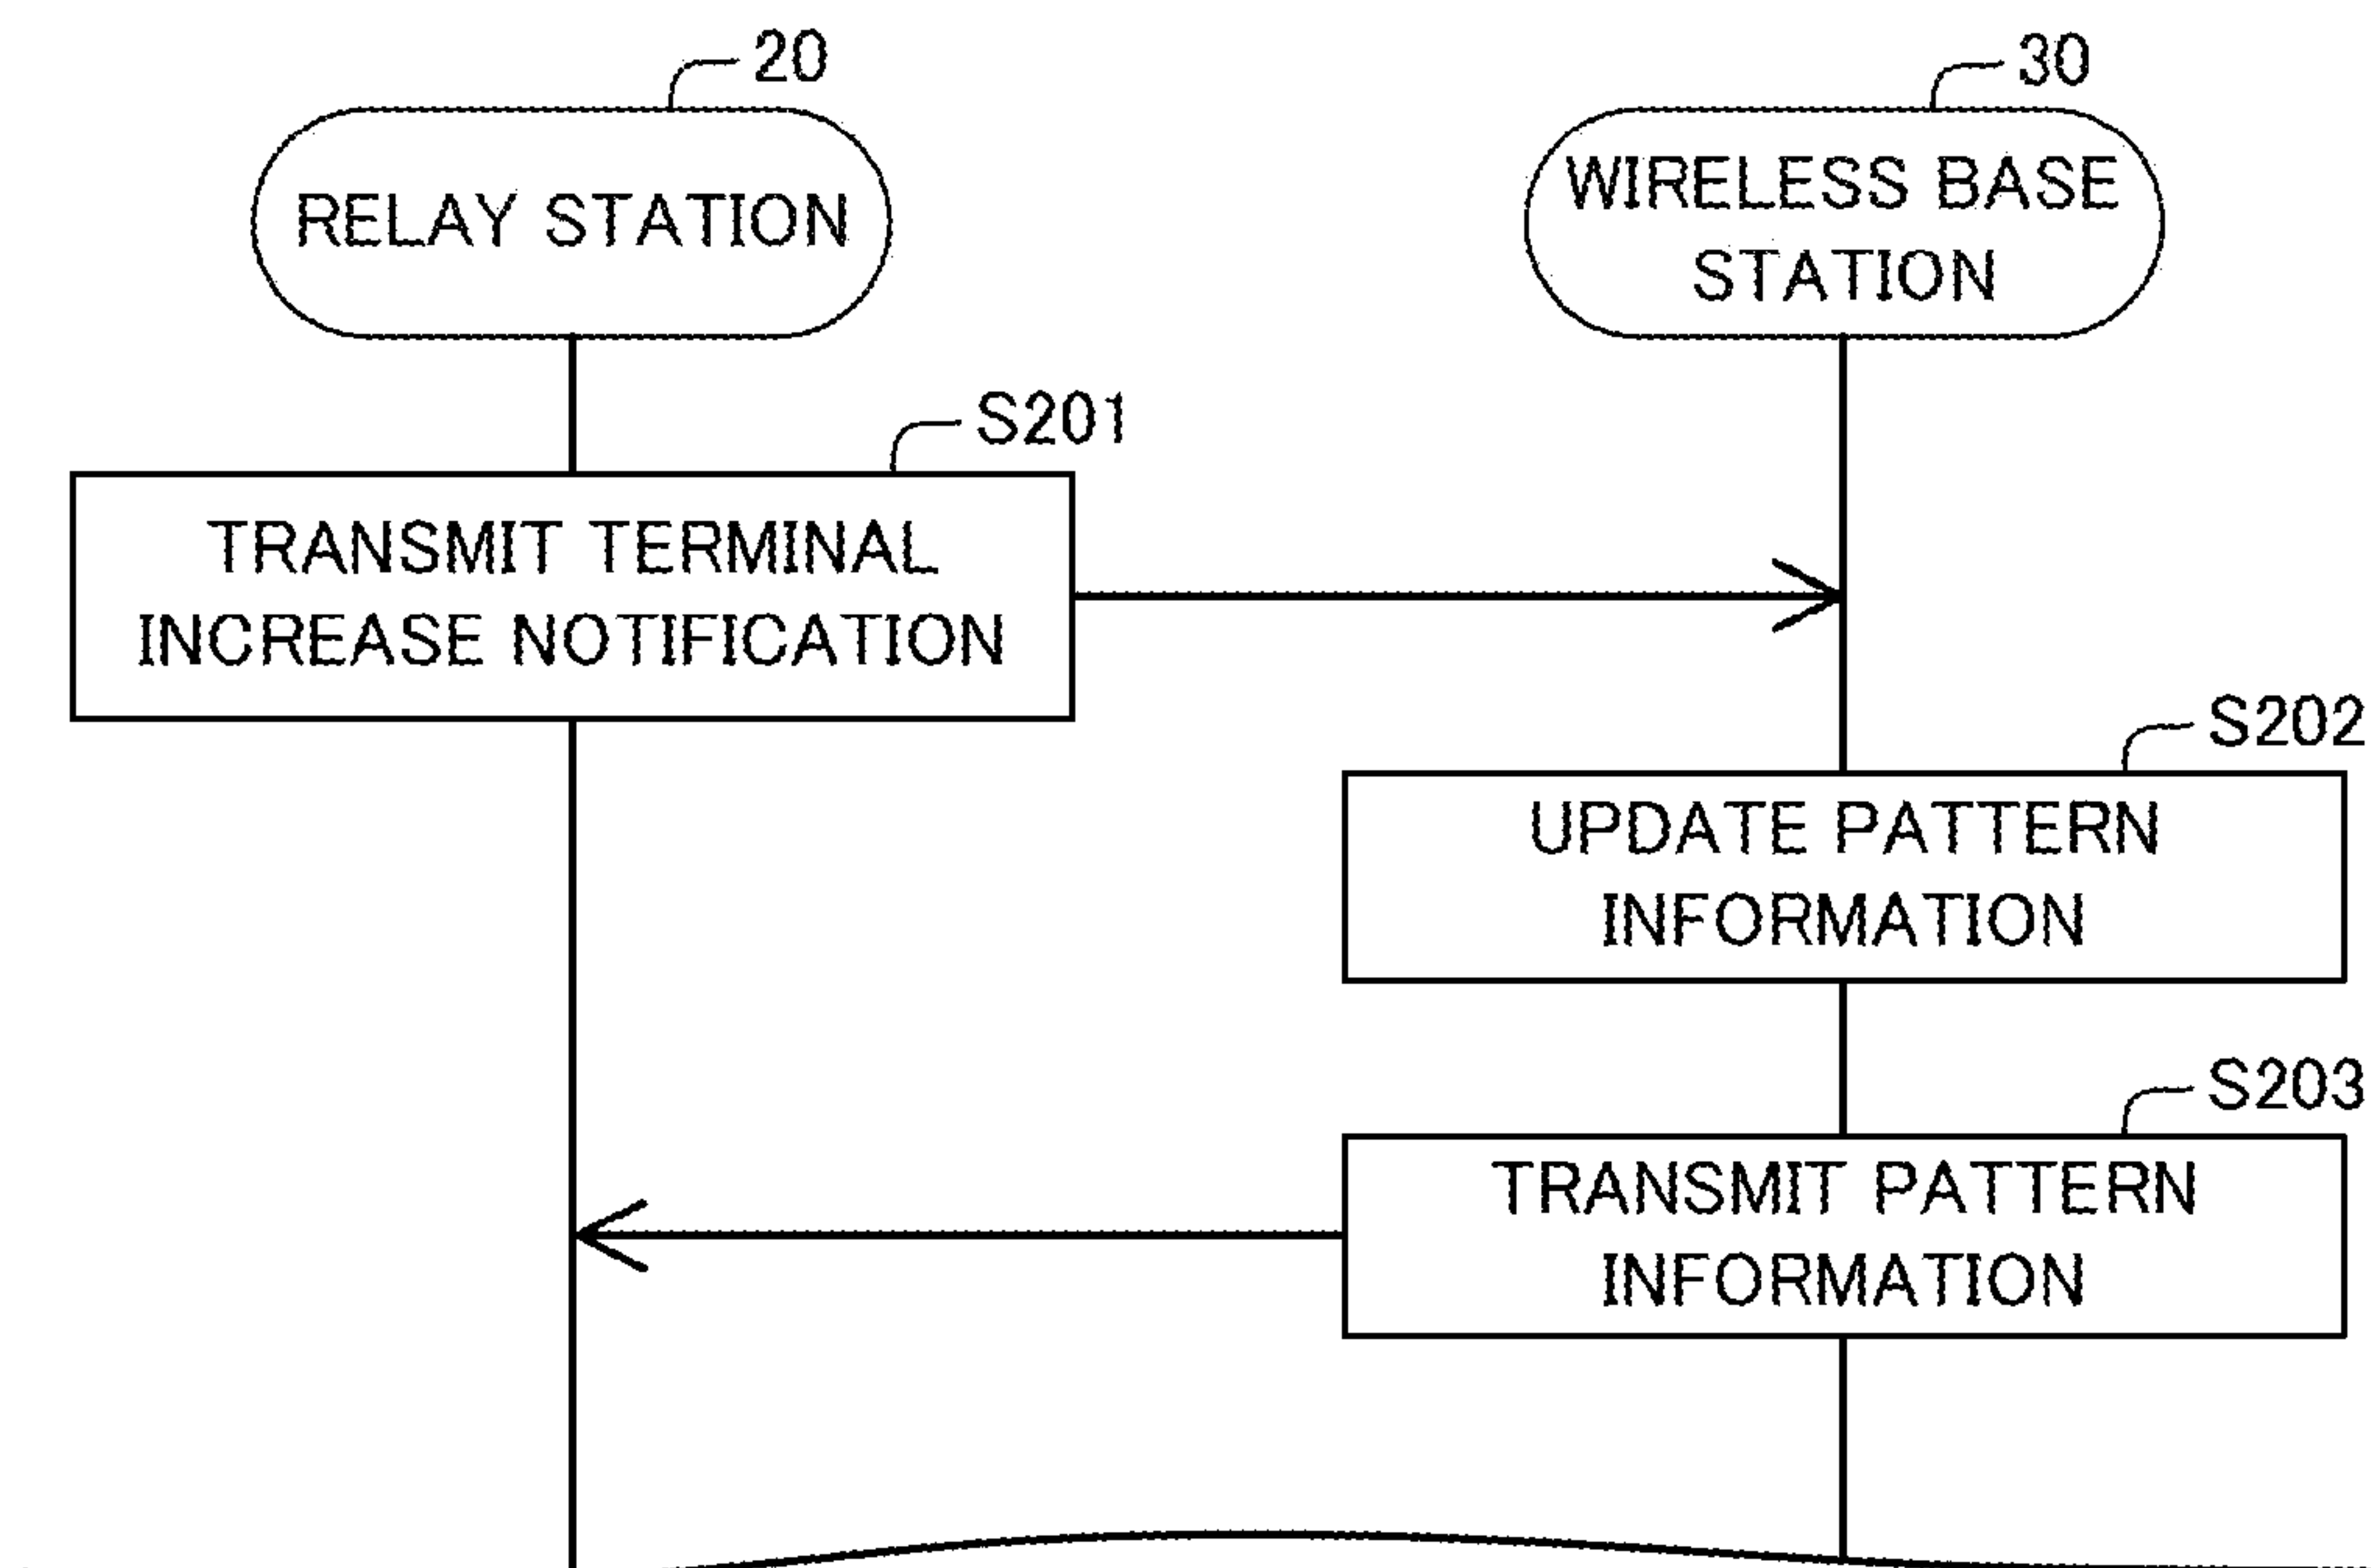 20
30
RELAY STATION
WIRELESS BASE
STATION
S201
TRANSMIT TERMINAL
INCREASE NOTIFICATION
S202
UPDATE PATTERN
INFORMATION
S203
TRANSMIT PATTERN
INFORMATION